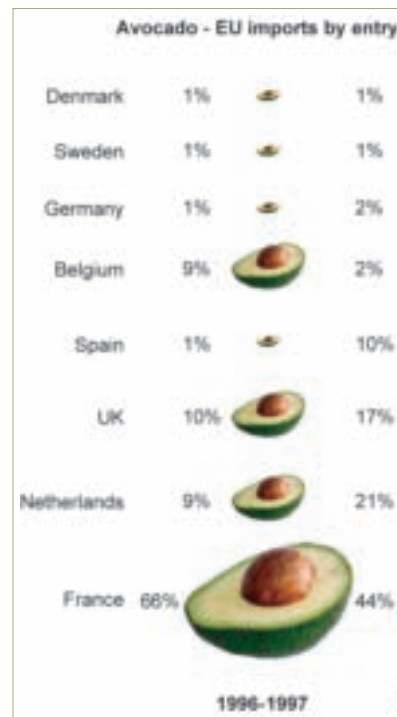 Avocado - EU imports by entry
Denmark 1% 1%
Sweden 1% 1%
Germany 1% 2%
Belgium 9% 2%
Spain 1% 10%
UK 10% 17%
Netherlands 9% 21%
France 66% 44%
1996-1997